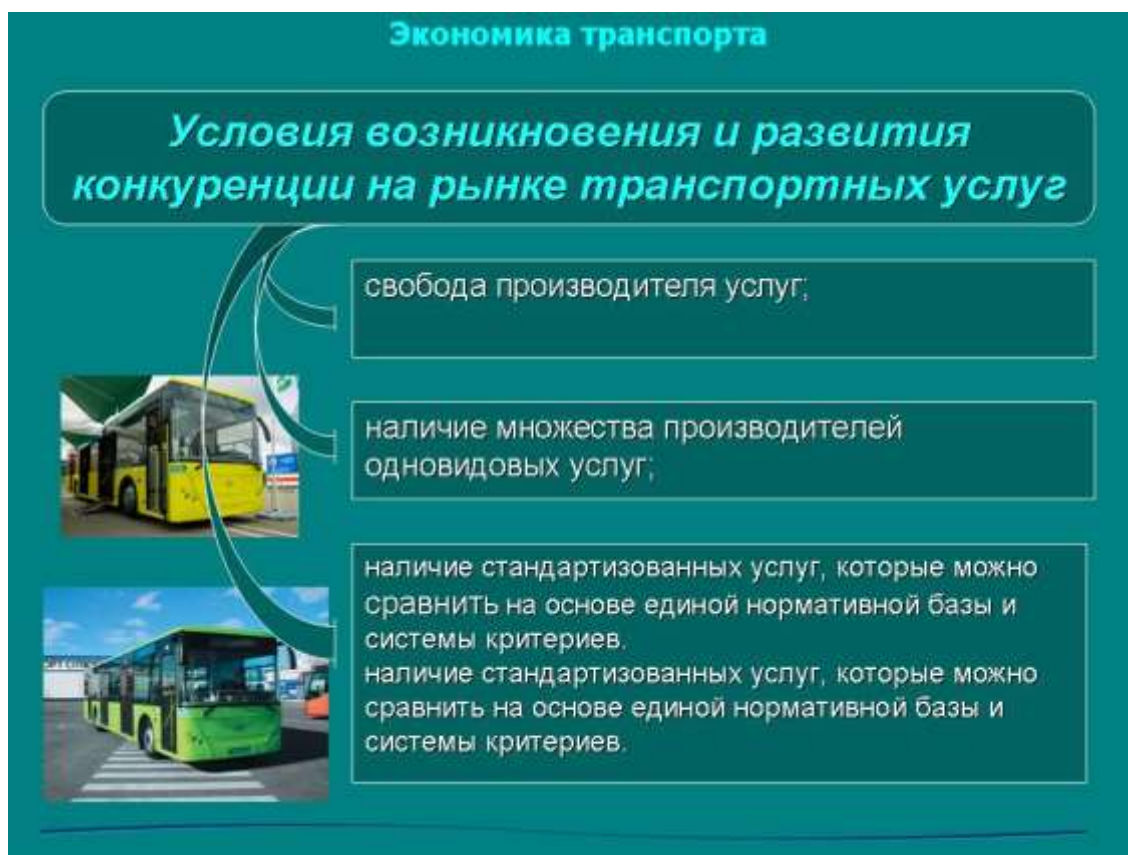 Экономика транспорта
Условия возникновения и развития
конкуренции на рынке транспортных услуг
свобода производителя услуг;
наличие множества производителей
одновидовых услуг;
наличие стандартизованных услуг, которые можно
сравнить на основе единой нормативной базы и
системы критериев.
наличие стандартизованных услуг, которые можно
сравнить на основе единой нормативной базы и
системы критериев.